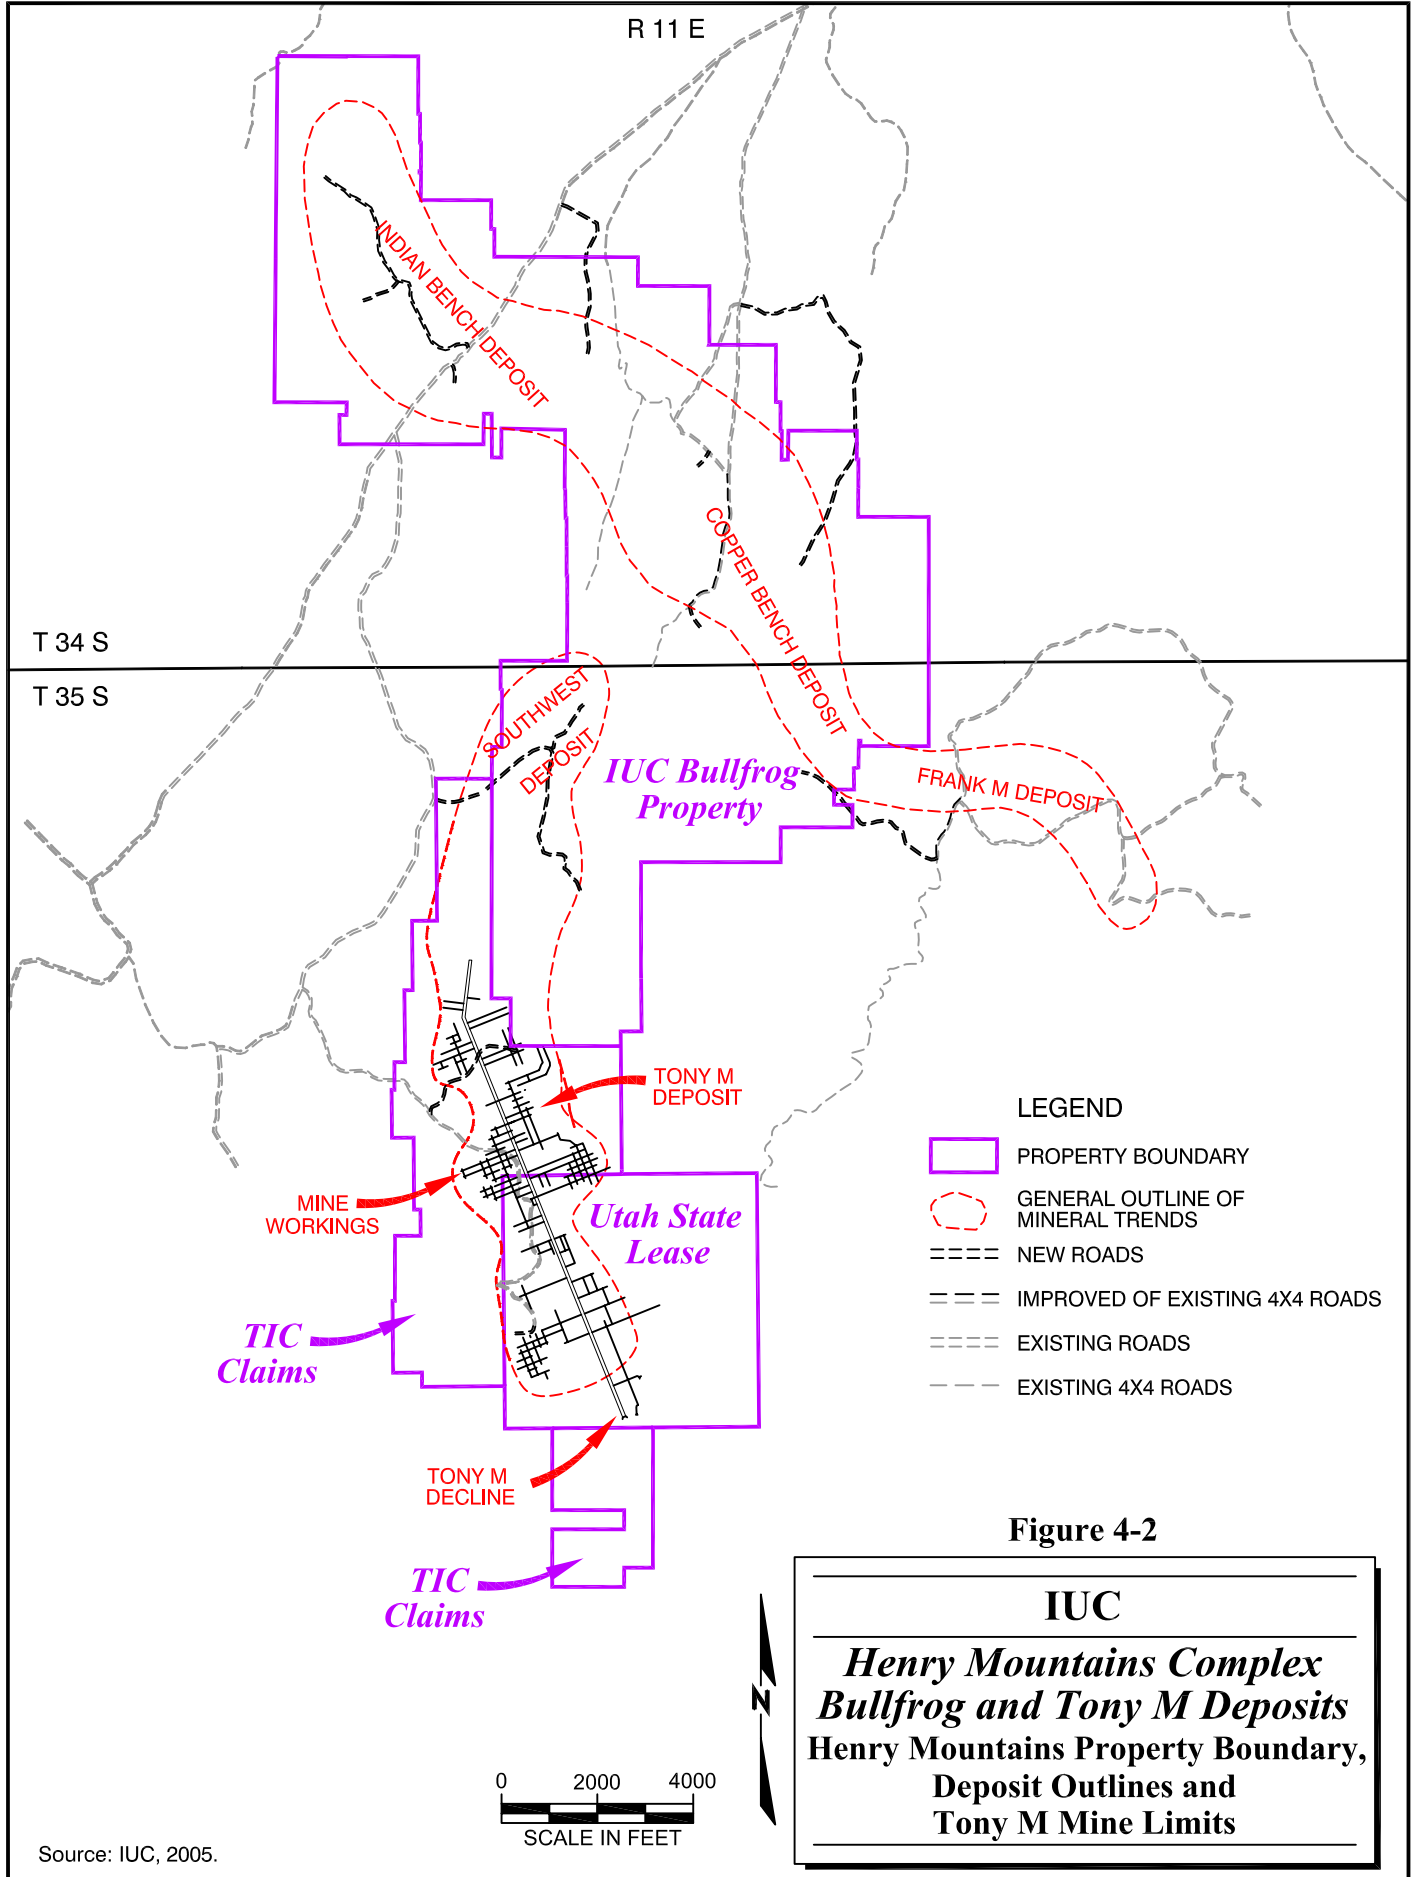 R 11 E
INDIAN BENCH DEPOSIT
COPPER BENCH DEPOSIT
T 34 S
T 35 S
SOUTHWEST
DEPOSIT
IUC Bullfrog
Property
FRANK M DEPOSIT
TONY M
DEPOSIT
MINE
WORKINGS
Utah State
Lease
TIC
Claims
TONY M
DECLINE
TIC
Claims
LEGEND
PROPERTY BOUNDARY
GENERAL OUTLINE OF
MINERAL TRENDS
NEW ROADS
IMPROVED OF EXISTING 4X4 ROADS
EXISTING ROADS
EXISTING 4X4 ROADS
Figure 4-2
IUC
Henry Mountains Complex
Bullfrog and Tony M Deposits
Henry Mountains Property Boundary,
Deposit Outlines and
Tony M Mine Limits
N
0 2000 4000
SCALE IN FEET
Source: IUC, 2005.